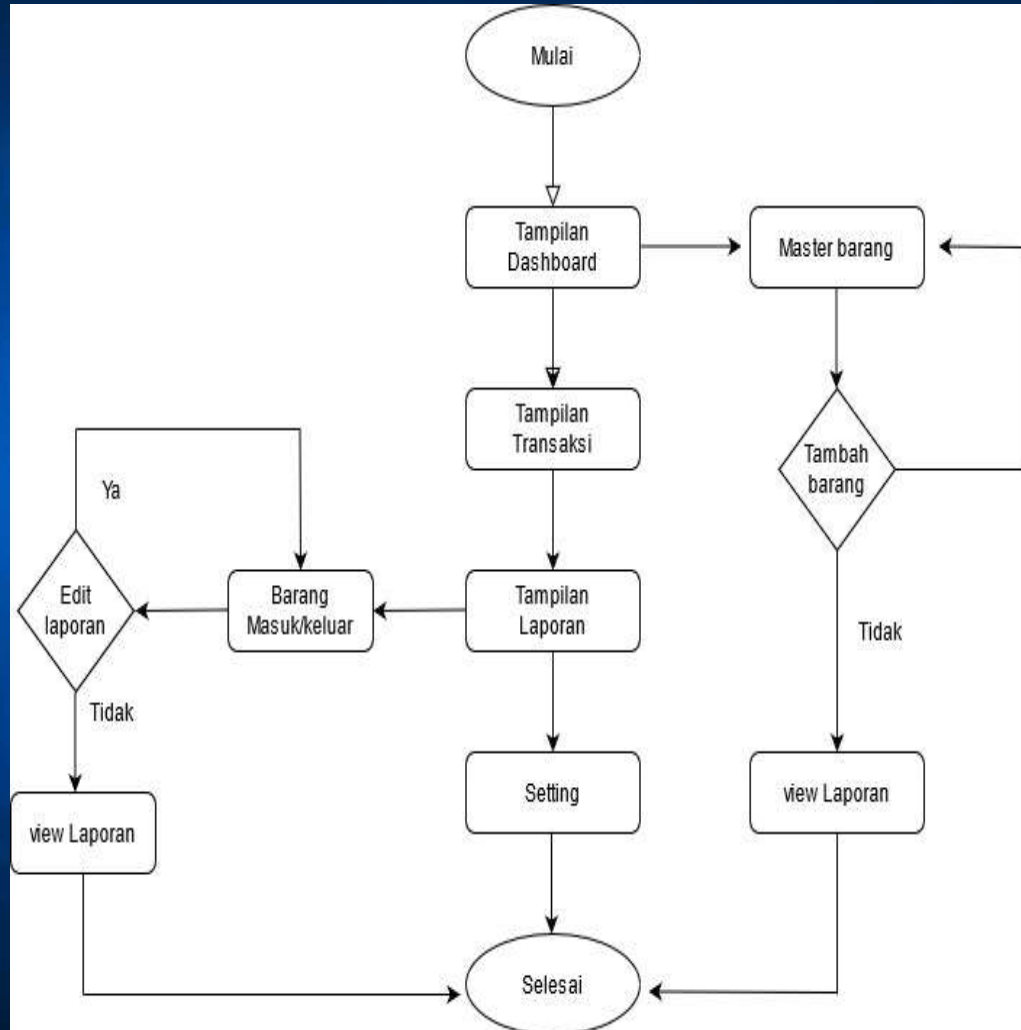 Mulai
Tampilan
Dashboard
Master barang
Tampilan
Transaksi
Tambah
barang
Ya
Edit
laporan
Barang
Masuk/keluar
Tampilan
Laporan
Tidak
Tidak
view Laporan
Setting
view Laporan
Selesai